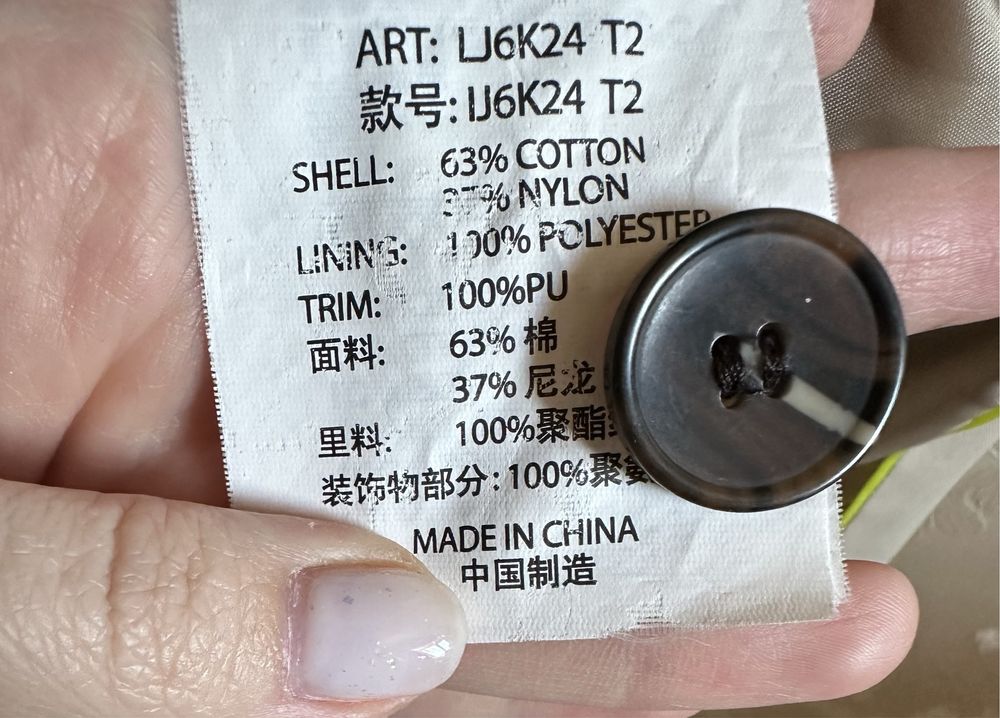 ART: LJ6K24 T2
款号: IJ6K24 T2
SHELL: 63% COTTON
37% NYLON
LINING: 100% POLYESTER
TRIM: 100%PU
面料: 63% 棉
37% 尼龙
里料: 100%聚酯
装饰物部分: 100%聚氨
MADE IN CHINA
中国制造